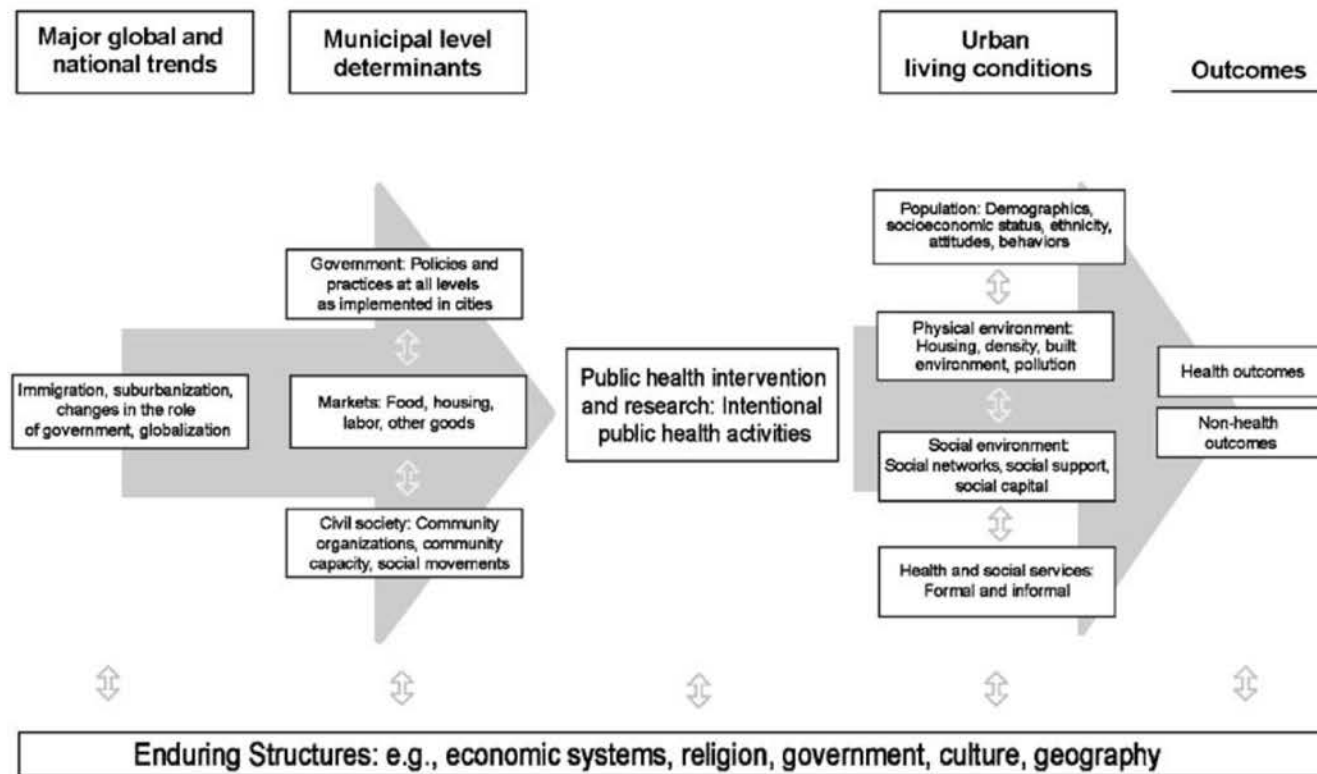 Major global and
national trends
Municipal level
determinants
Urban
living conditions
Outcomes
Immigration, suburbanization,
changes in the role
of government, globalization
Government: Policies and
practices at all levels
as implemented in cities
Markets: Food, housing,
labor, other goods
Civil society: Community
organizations, community
capacity, social movements
Public health intervention
and research: Intentional
public health activities
Population: Demographics,
socioeconomic status, ethnicity,
attitudes, behaviors
Physical environment:
Housing, density, built
environment, pollution
Social environment:
Social networks, social support,
social capital
Health and social services:
Formal and informal
Health outcomes
Non-health
outcomes
Enduring Structures: e.g., economic systems, religion, government, culture, geography